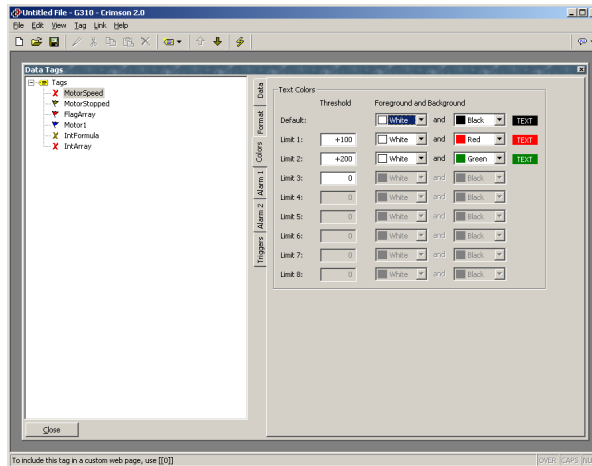 Untitled File - G310 - Crimson 2.0
File Edit View Tag Link Help
Data Tags
Tags
MotorSpeed
MotorStopped
FlagArray
Motor1
IntFormula
IntArray
Data
Format
Colors
Alarm 1
Alarm 2
Triggers
Text Colors
Threshold Foreground and Background
Default: White and Black TEXT
Limit 1: +100 White and Red TEXT
Limit 2: +200 White and Green TEXT
Limit 3: 0 White and Black
Limit 4: 0 White and Black
Limit 5: 0 White and Black
Limit 6: 0 White and Black
Limit 7: 0 White and Black
Limit 8: 0 White and Black
Close
To include this tag in a custom web page, use [[0]]
OVER CAPS NU